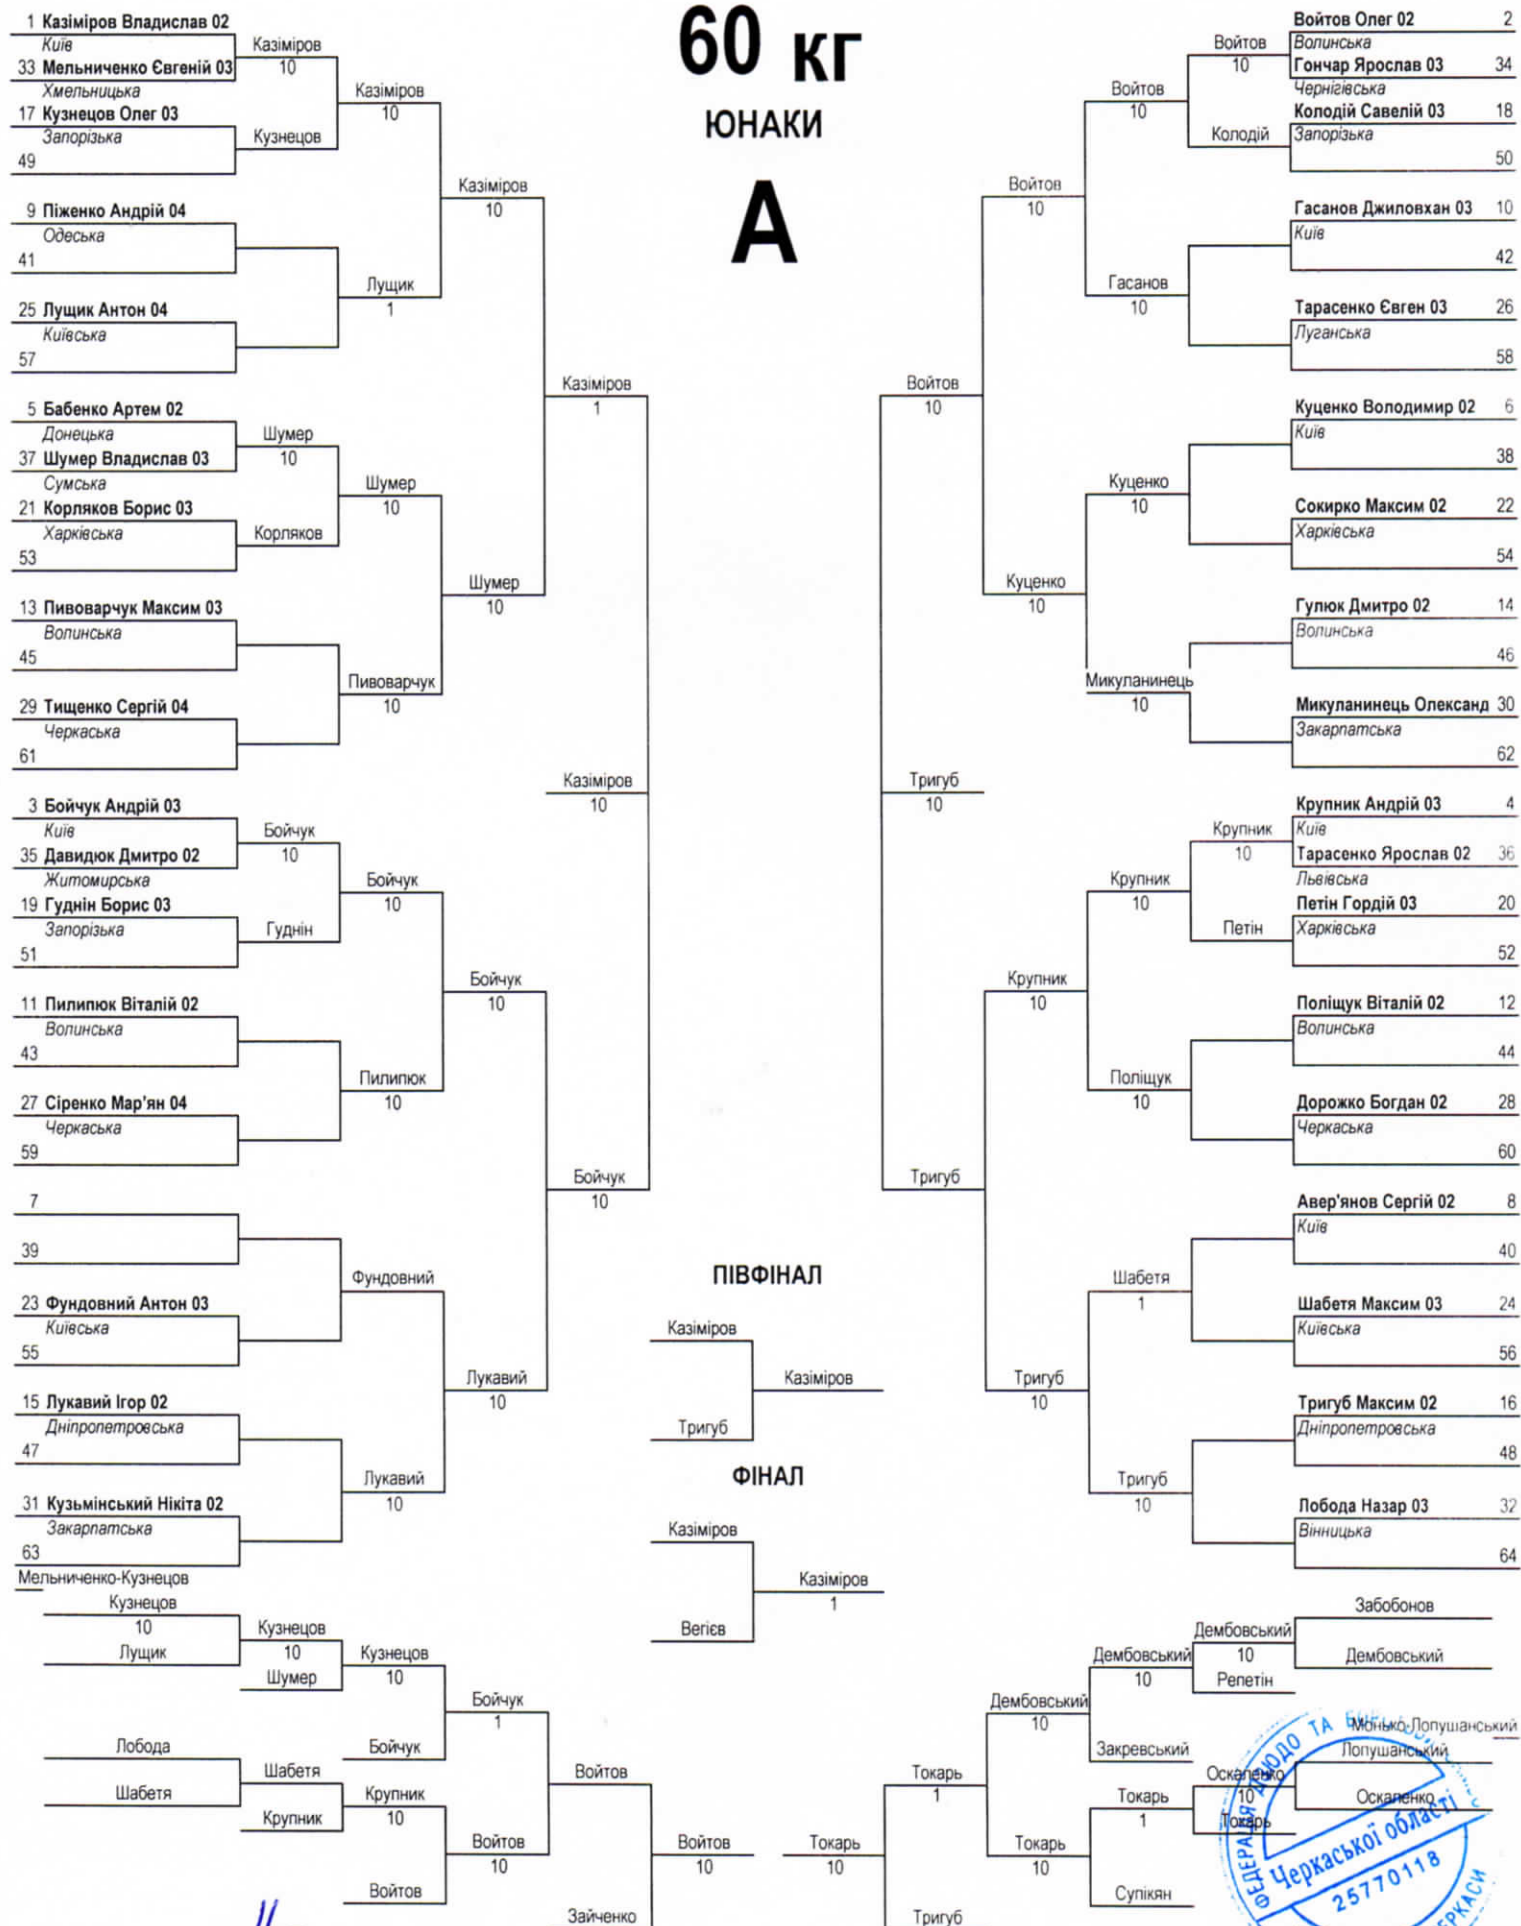 60 кг
ЮНАКИ
А
1 Казіміров Владислав 02
Київ
33 Мельниченко Євгеній 03
Хмельницька
17 Кузнецов Олег 03
Запорізька
49
9 Піженко Андрій 04
Одеська
41
25 Лущик Антон 04
Київська
57
5 Бабенко Артем 02
Донецька
37 Шумер Владислав 03
Сумська
21 Корляков Борис 03
Харківська
53
13 Пивоварчук Максим 03
Волинська
45
29 Тищенко Сергій 04
Черкаська
61
3 Бойчук Андрій 03
Київ
35 Давидюк Дмитро 02
Житомирська
19 Гуднін Борис 03
Запорізька
51
11 Пилипюк Віталій 02
Волинська
43
27 Сіренко Мар'ян 04
Черкаська
59
7
39
23 Фундовний Антон 03
Київська
55
15 Лукавий Ігор 02
Дніпропетровська
47
31 Кузьмінський Нікіта 02
Закарпатська
63
Казіміров
10
Кузнецов
Шумер
10
Корляков
Бойчук
10
Гуднін
Казіміров
10
Лущик
1
Шумер
10
Пивоварчук
10
Бойчук
10
Пилипюк
10
Фундовний
Лукавий
10
Казіміров
10
Шумер
10
Бойчук
10
Лукавий
10
Казіміров
1
Бойчук
10
Казіміров
10
Войтов Олег 02 2
Волинська
Гончар Ярослав 03 34
Чернігівська
Колодій Савелій 03 18
Запорізька
50
Гасанов Джиловхан 03 10
Київ
42
Тарасенко Євген 03 26
Луганська
58
Куценко Володимир 02 6
Київ
38
Сокирко Максим 02 22
Харківська
54
Гулюк Дмитро 02 14
Волинська
46
Микуланинець Олександ 30
Закарпатська
62
Крупник Андрій 03 4
Київ
Тарасенко Ярослав 02 36
Львівська
Петін Гордій 03 20
Харківська
52
Поліщук Віталій 02 12
Волинська
44
Дорожко Богдан 02 28
Черкаська
60
Авер'янов Сергій 02 8
Київ
40
Шабетя Максим 03 24
Київська
56
Тригуб Максим 02 16
Дніпропетровська
48
Лобода Назар 03 32
Вінницька
64
Войтов
10
Колодій
Крупник
10
Петін
Войтов
10
Гасанов
10
Куценко
10
Микуланинець
10
Крупник
10
Поліщук
10
Шабетя
1
Тригуб
10
Войтов
10
Куценко
10
Крупник
10
Тригуб
10
Войтов
10
Тригуб
Тригуб
10
ПІВФІНАЛ
Казіміров
Казіміров
Тригуб
ФІНАЛ
Казіміров
Казіміров
1
Вегієв
Мельниченко-Кузнецов
Кузнецов
10
Лущик
Кузнецов
10
Шумер
Кузнецов
10
Бойчук
Бойчук
1
Лобода
Шабетя
Шабетя
Крупник
Крупник
10
Войтов
Войтов
10
Войтов
Зайченко
Войтов
10
Забобонов
Дембовський
Дембовський
10
Репетін
Дембовський
10
Закревський
Дембовський
10
Монько-Лопушанський
Лопушанський
Оскаленко
Оскаленко
10
Токарь
Токарь
1
Супікян
Токарь
10
Токарь
1
Тригуб
Токарь
10
ФЕДЕРАЦІЯ ДЗЮДО ТА
Черкаської області
25770118